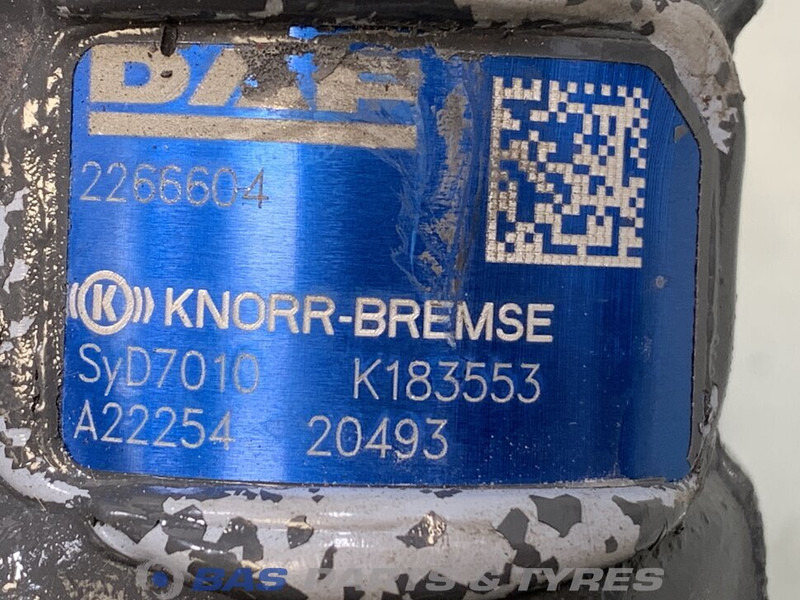 DAF
2266604
K KNORR-BREMSE
SyD7010 K183553
A22254 20493
BAS PARTS & TYRES